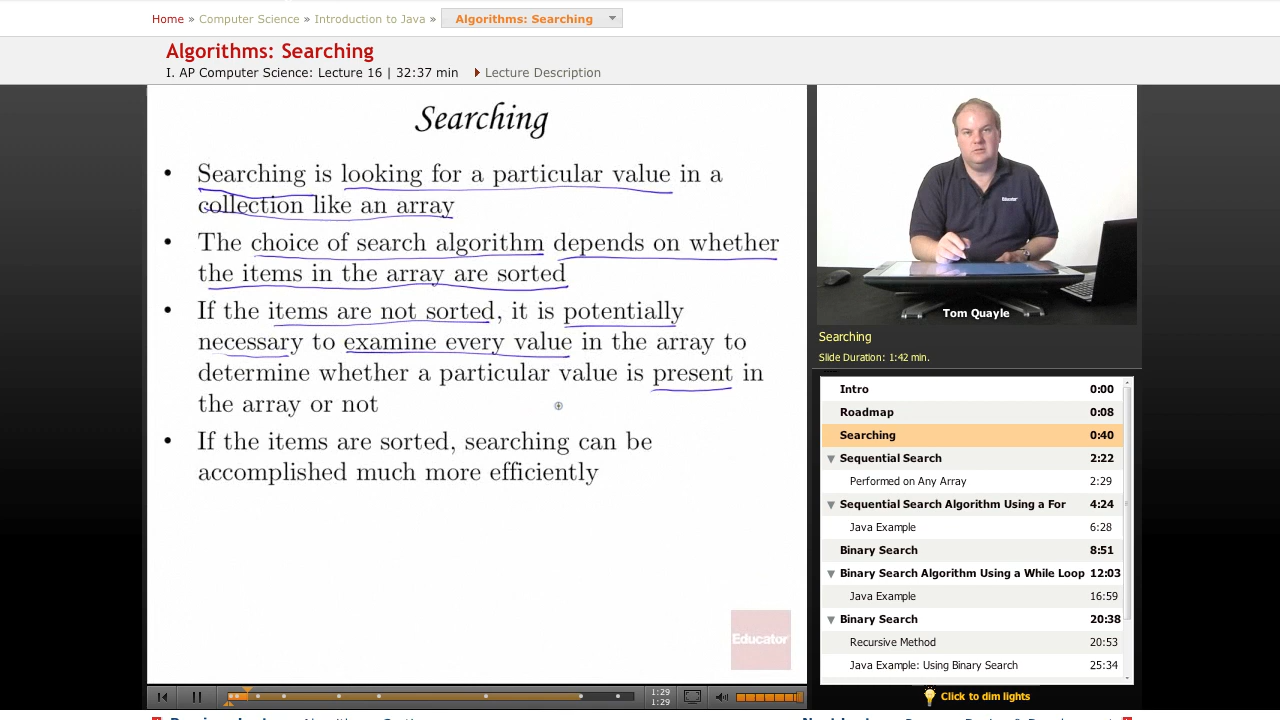 Home » Computer Science » Introduction to Java » Algorithms: Searching
Algorithms: Searching
I. AP Computer Science: Lecture 16 | 32:37 min Lecture Description
Searching
• Searching is looking for a particular value in a
collection like an array
• The choice of search algorithm depends on whether
the items in the array are sorted
• If the items are not sorted, it is potentially
necessary to examine every value in the array to
determine whether a particular value is present in
the array or not
• If the items are sorted, searching can be
accomplished much more efficiently
Educator
1:29
1:29
Educator
Tom Quayle
Searching
Slide Duration: 1:42 min.
Intro 0:00
Roadmap 0:08
Searching 0:40
Sequential Search 2:22
Performed on Any Array 2:29
Sequential Search Algorithm Using a For 4:24
Java Example 6:28
Binary Search 8:51
Binary Search Algorithm Using a While Loop 12:03
Java Example 16:59
Binary Search 20:38
Recursive Method 20:53
Java Example: Using Binary Search 25:34
Click to dim lights